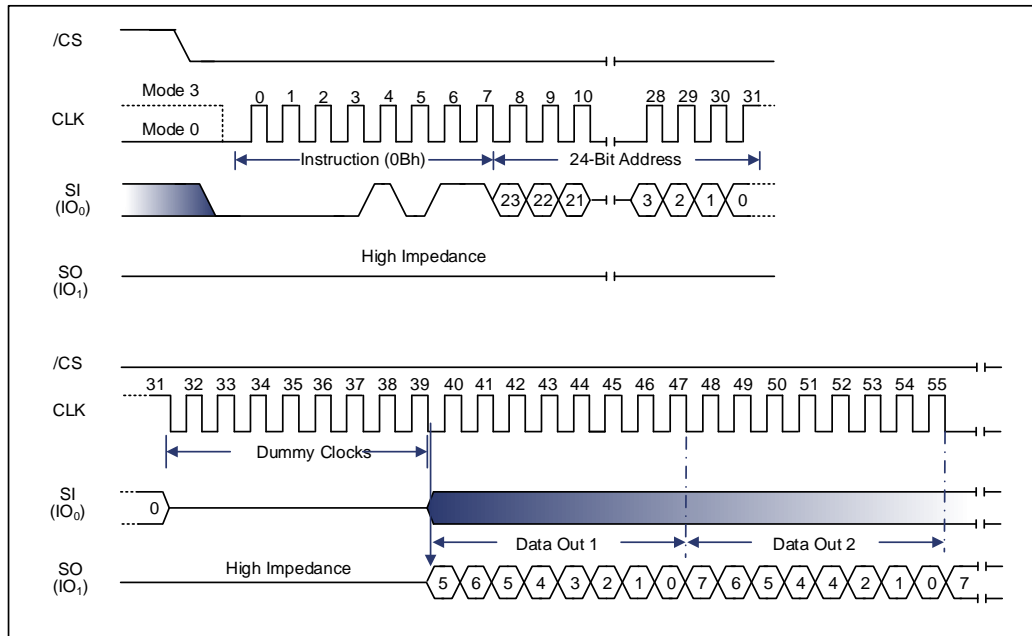 /CS
Mode 3
0 1 2 3 4 5 6 7 8 9 10 28 29 30 31
CLK
Mode 0
Instruction (0Bh) 24-Bit Address
SI
(IO₀)
23 22 21 3 2 1 0
High Impedance
SO
(IO₁)
/CS
31 32 33 34 35 36 37 38 39 40 41 42 43 44 45 46 47 48 49 50 51 52 53 54 55
CLK
Dummy Clocks
SI
(IO₀)
0
Data Out 1 Data Out 2
High Impedance
SO
(IO₁)
5 6 5 4 3 2 1 0 7 6 5 4 4 2 1 0 7